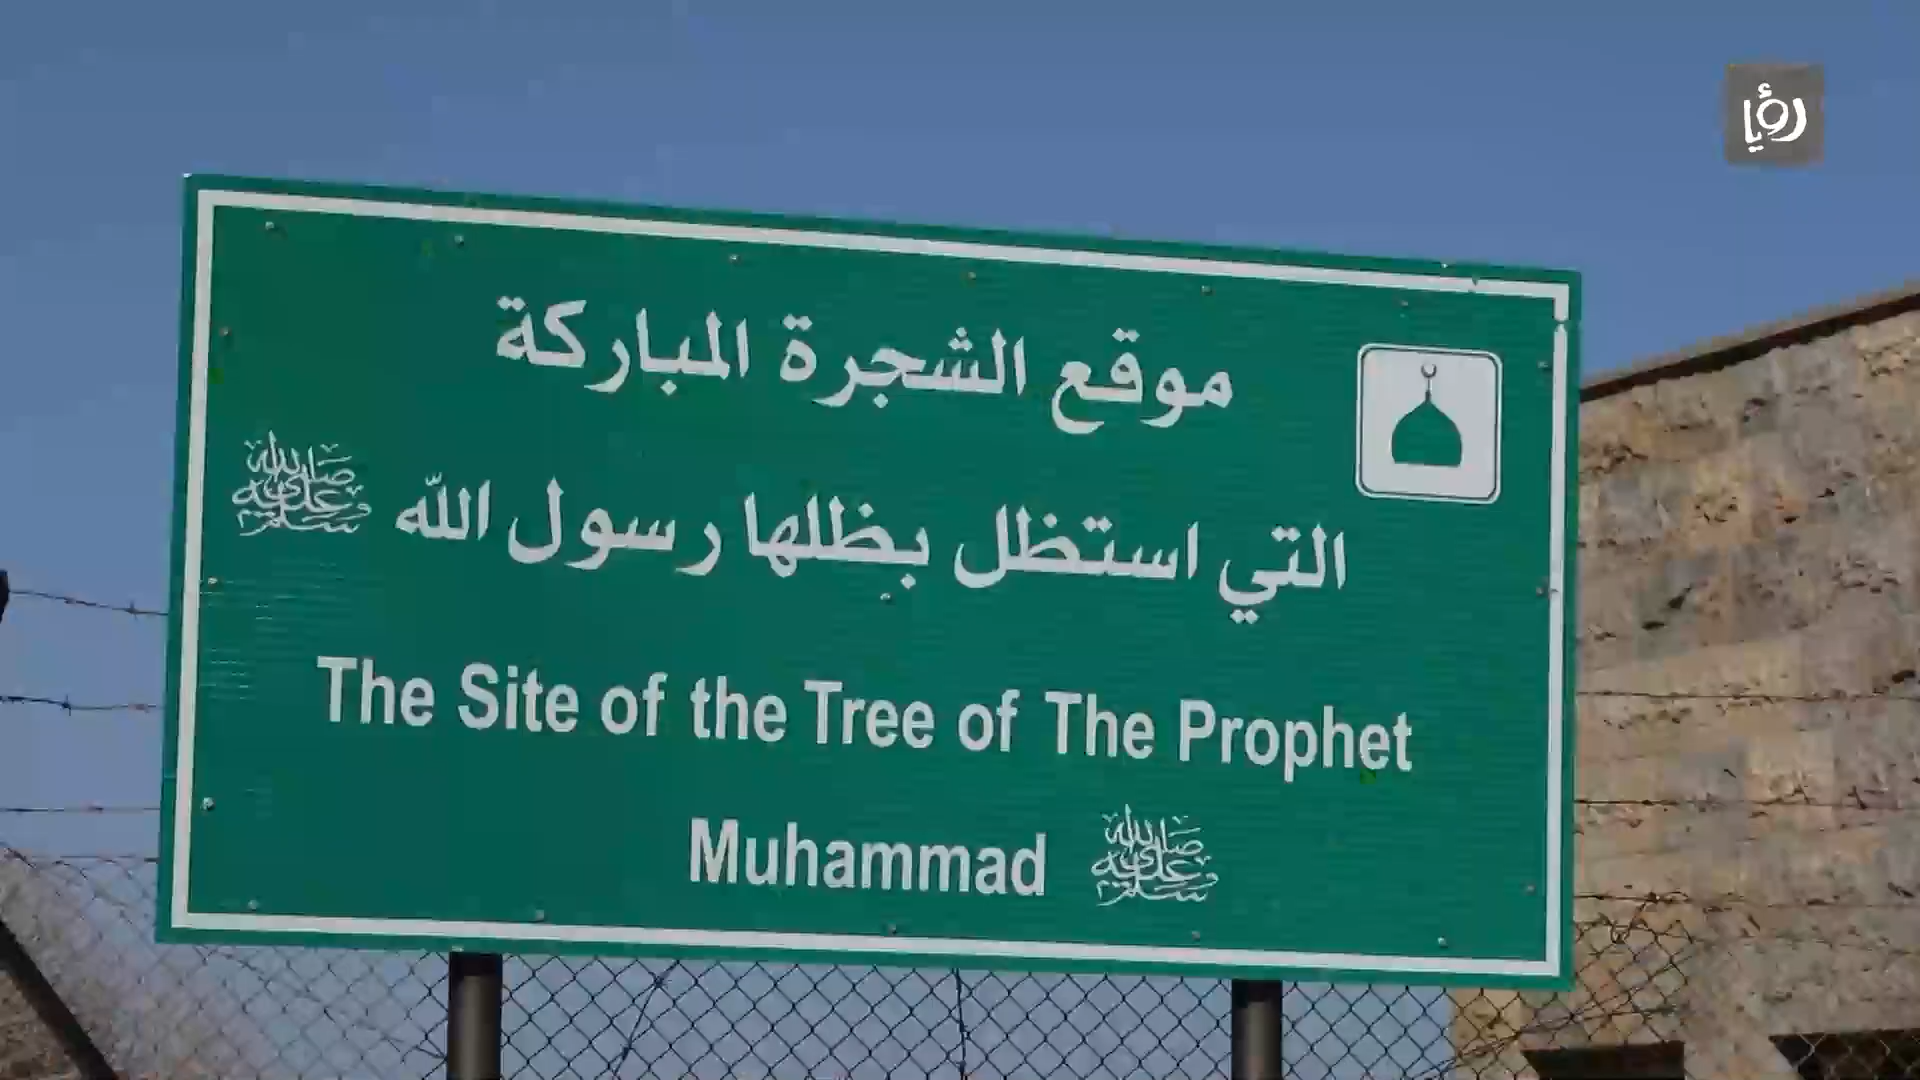 رؤيا
موقع الشجرة المباركة
التي استظل بظلها رسول الله صلى الله عليه وسلم
The Site of the Tree of The Prophet
Muhammad صلى الله عليه وسلم